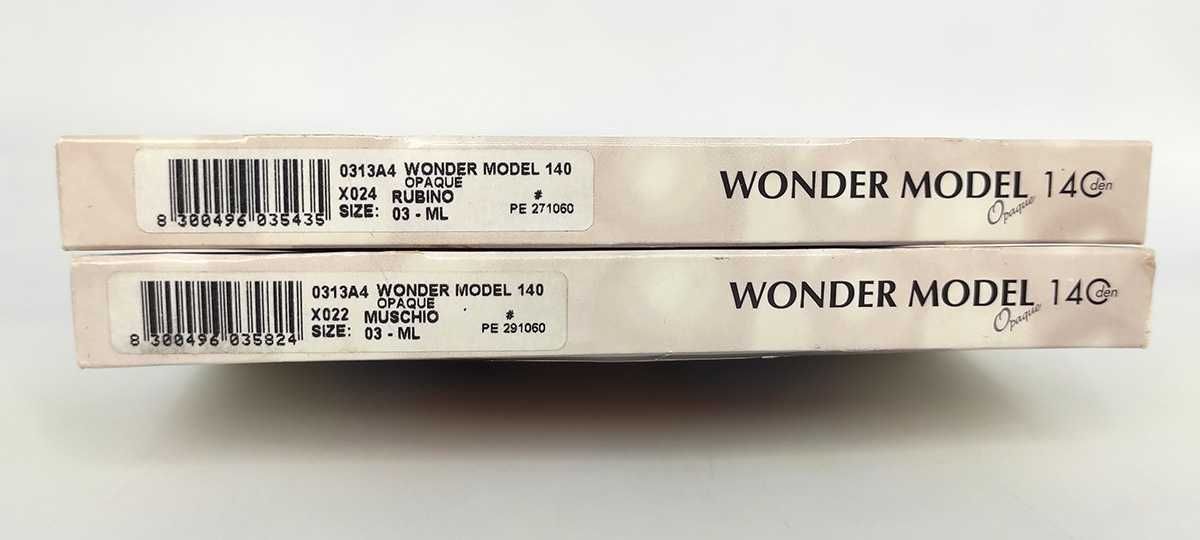 0313A4 WONDER MODEL 140
OPAQUE
X024 RUBINO #
SIZE: 03 - ML PE 271060
8 300496 035435
WONDER MODEL 140 den
Opaque
0313A4 WONDER MODEL 140
OPAQUE
X022 MUSCHIO #
SIZE: 03 - ML PE 291060
8 300496 035824
WONDER MODEL 140 den
Opaque